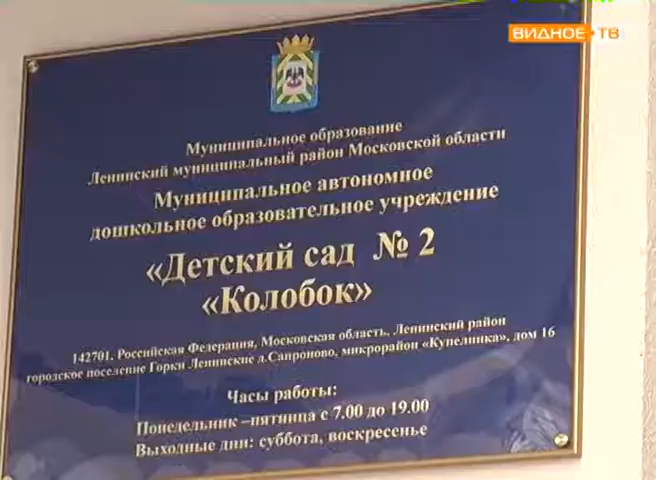 ВИДНОЕ ТВ
Муниципальное образование
Ленинский муниципальный район Московской области
Муниципальное автономное
дошкольное образовательное учреждение
«Детский сад № 2
«Колобок»
142701, Российская Федерация, Московская область, Ленинский район
городское поселение Горки Ленинские д.Сапроново, микрорайон «Купелинка», дом 16
Часы работы:
Понедельник –пятница с 7.00 до 19.00
Выходные дни: суббота, воскресенье